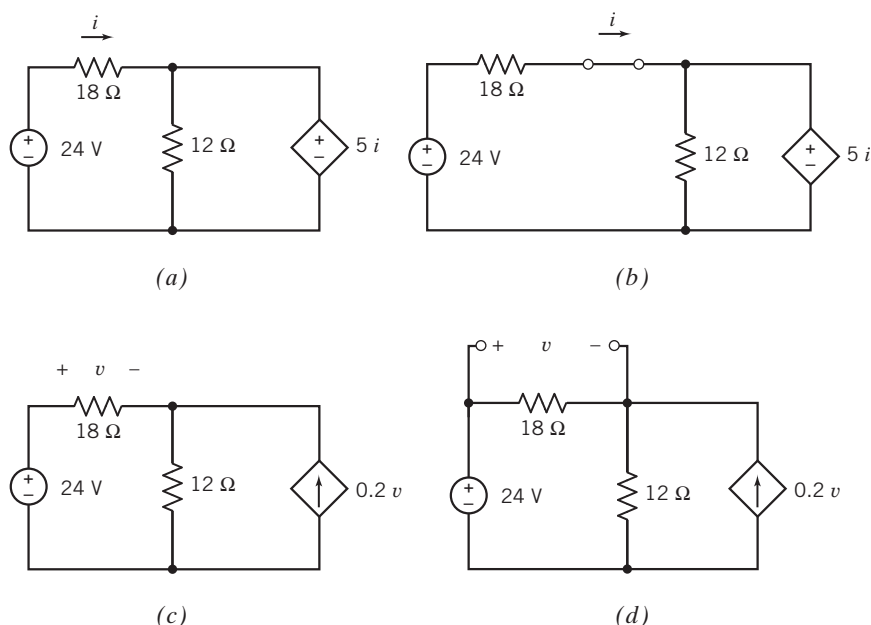 i i
18 Ω 18 Ω
24 V 12 Ω 5 i 24 V 12 Ω 5 i
(a) (b)
+ v − + v −
18 Ω 18 Ω
24 V 12 Ω 0.2 v 24 V 12 Ω 0.2 v
(c) (d)